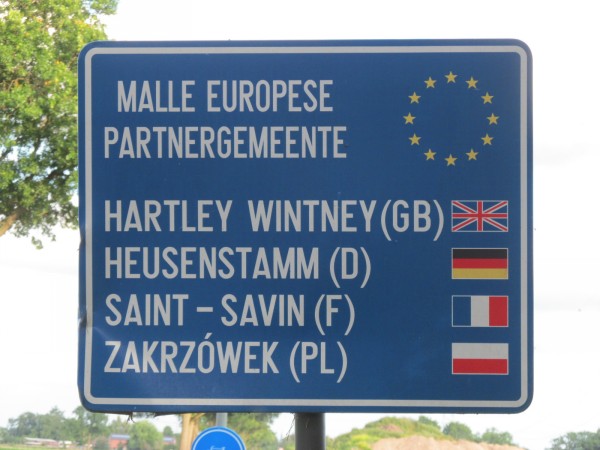 MALLE EUROPESE
PARTNERGEMEENTE
HARTLEY WINTNEY (GB)
HEUSENSTAMM (D)
SAINT - SAVIN (F)
ZAKRZÓWEK (PL)